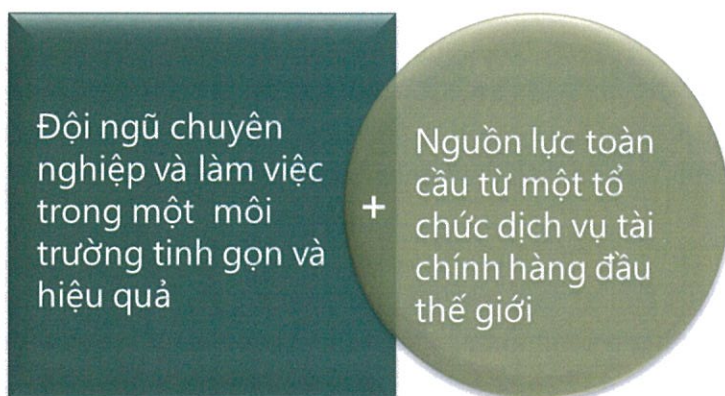 Đội ngũ chuyên
nghiệp và làm việc
trong một môi
trường tinh gọn và
hiệu quả
+
Nguồn lực toàn
cầu từ một tổ
chức dịch vụ tài
chính hàng đầu
thế giới